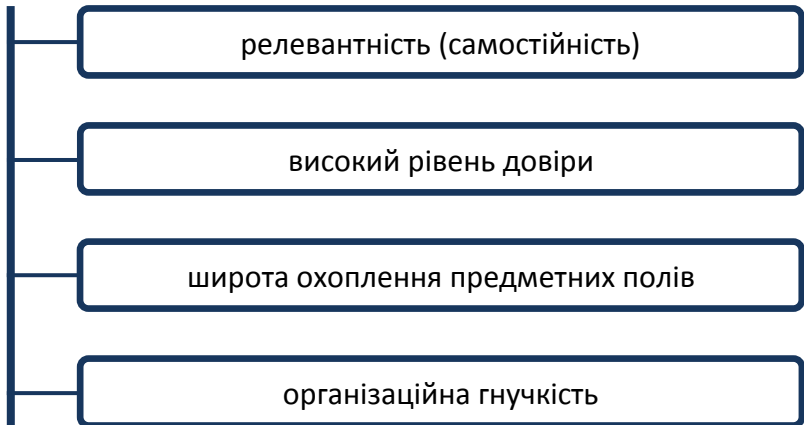 релевантність (самостійність)
високий рівень довіри
широта охоплення предметних полів
організаційна гнучкість